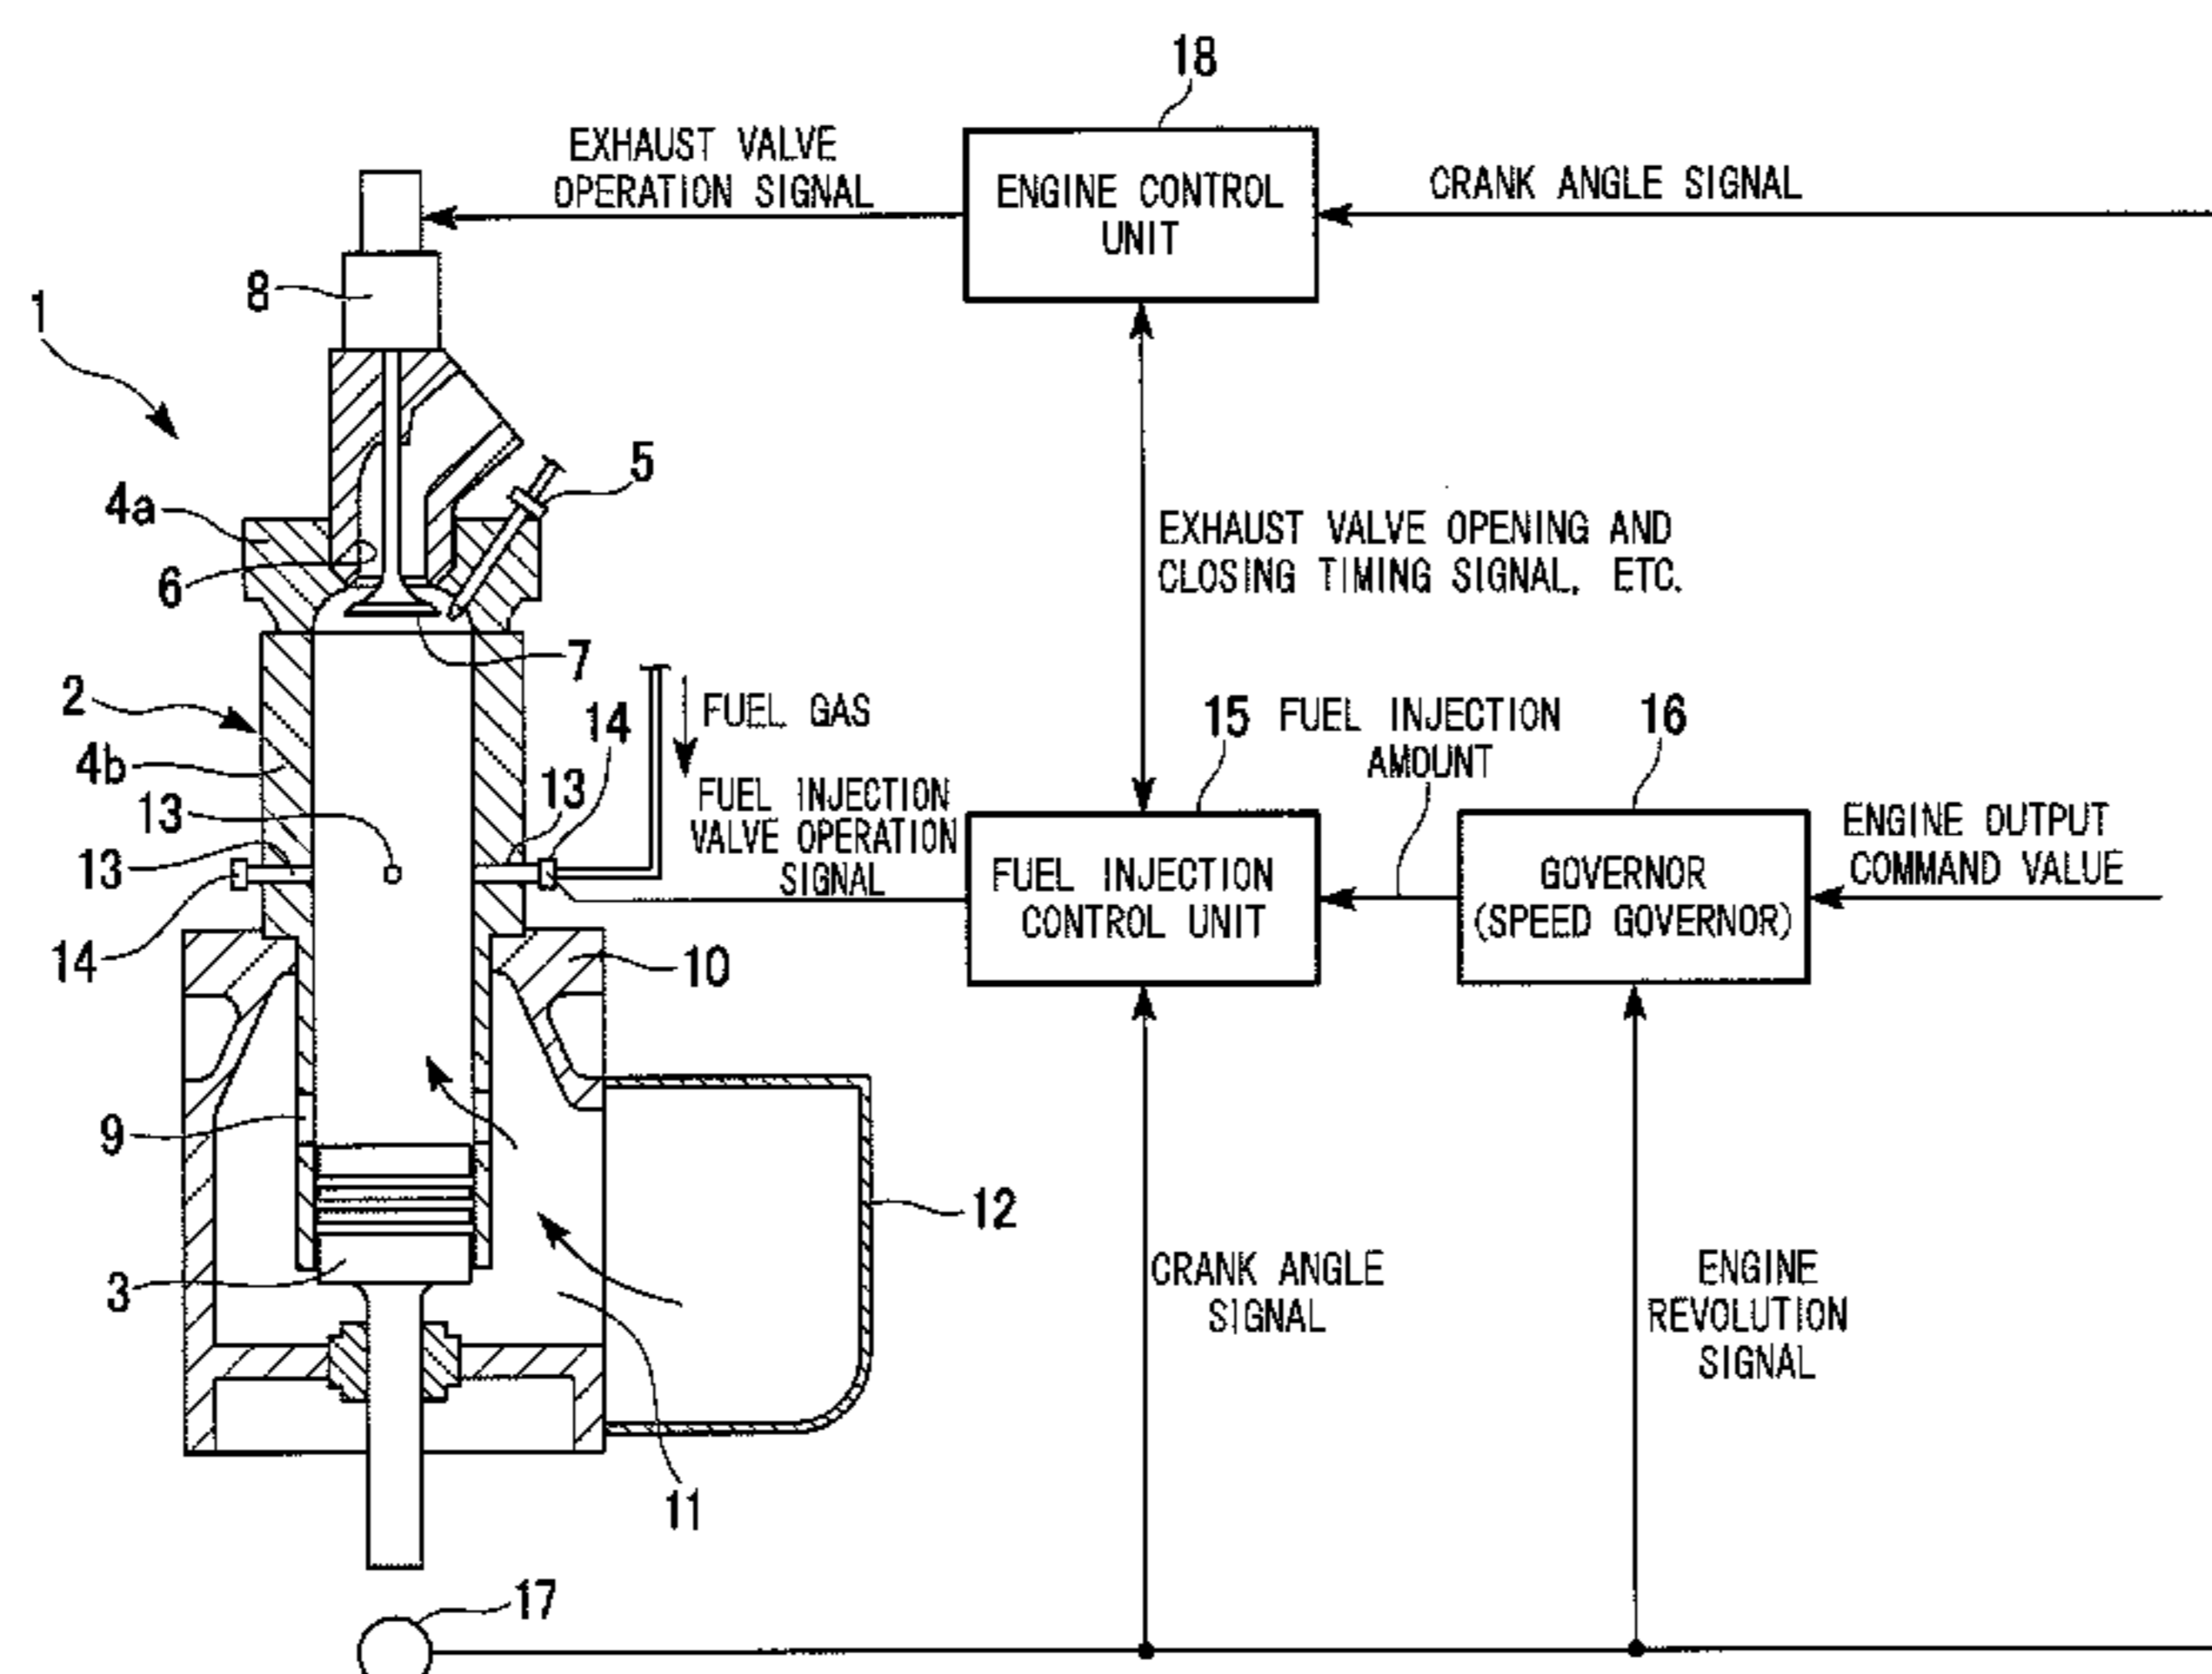 18
EXHAUST VALVE
OPERATION SIGNAL
ENGINE CONTROL
UNIT
CRANK ANGLE SIGNAL
8
1
5
4a
6
EXHAUST VALVE OPENING AND
CLOSING TIMING SIGNAL, ETC.
7
2
14
FUEL GAS
15
FUEL INJECTION
AMOUNT
16
4b
13
13
FUEL INJECTION
VALVE OPERATION
SIGNAL
ENGINE OUTPUT
COMMAND VALUE
13
FUEL INJECTION
CONTROL UNIT
GOVERNOR
(SPEED GOVERNOR)
14
10
9
12
3
CRANK ANGLE
SIGNAL
ENGINE
REVOLUTION
SIGNAL
11
17